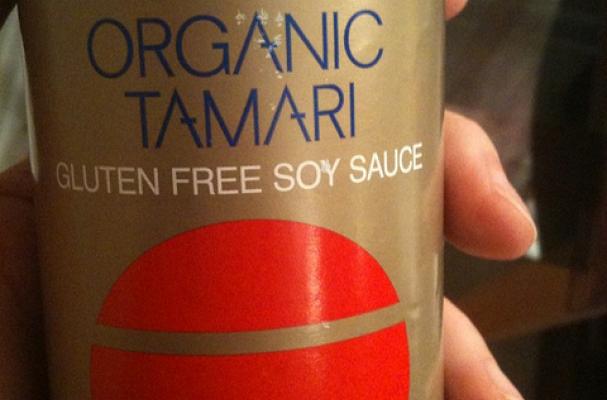 ORGANIC
TAMARI
GLUTEN FREE SOY SAUCE